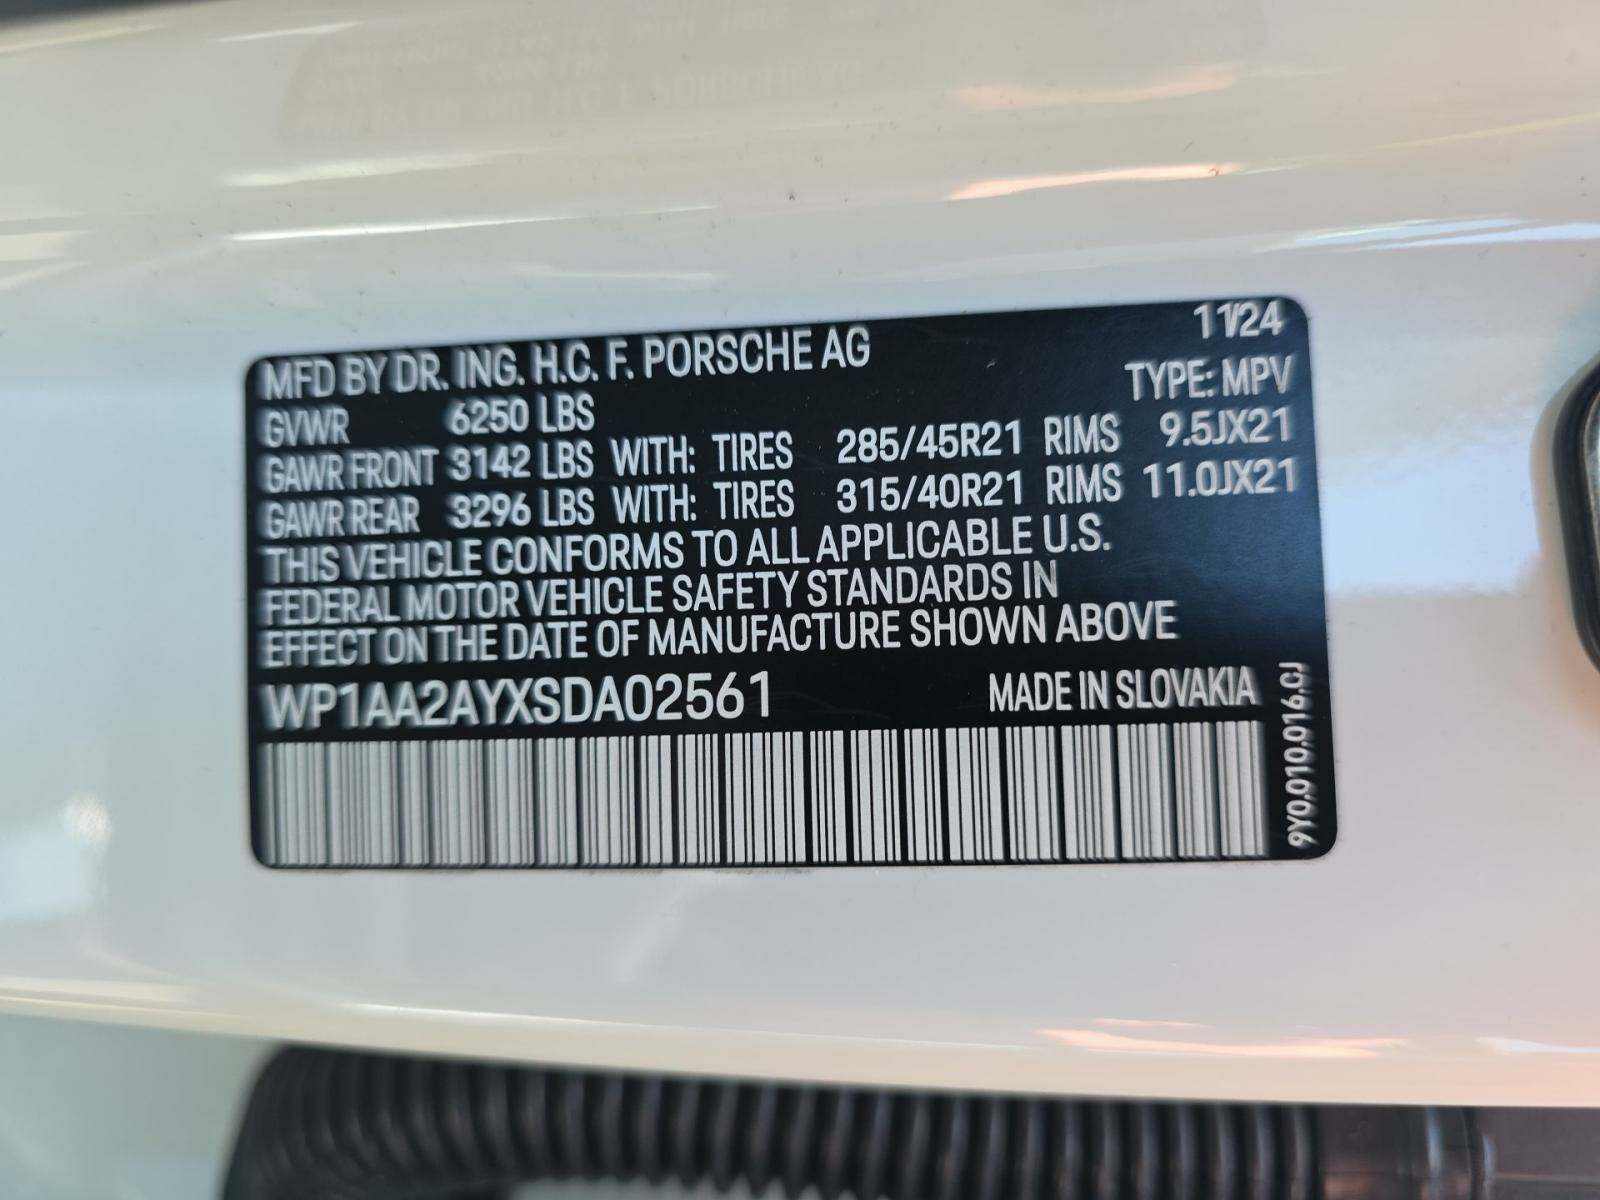 MFD BY DR. ING. H.C. F. PORSCHE AG 11/24
GVWR 6250 LBS TYPE: MPV
GAWR FRONT 3142 LBS WITH: TIRES 285/45R21 RIMS 9.5JX21
GAWR REAR 3296 LBS WITH: TIRES 315/40R21 RIMS 11.0JX21
THIS VEHICLE CONFORMS TO ALL APPLICABLE U.S.
FEDERAL MOTOR VEHICLE SAFETY STANDARDS IN
EFFECT ON THE DATE OF MANUFACTURE SHOWN ABOVE
WP1AA2AYXSDA02561 MADE IN SLOVAKIA
9Y0.010.016.CJ